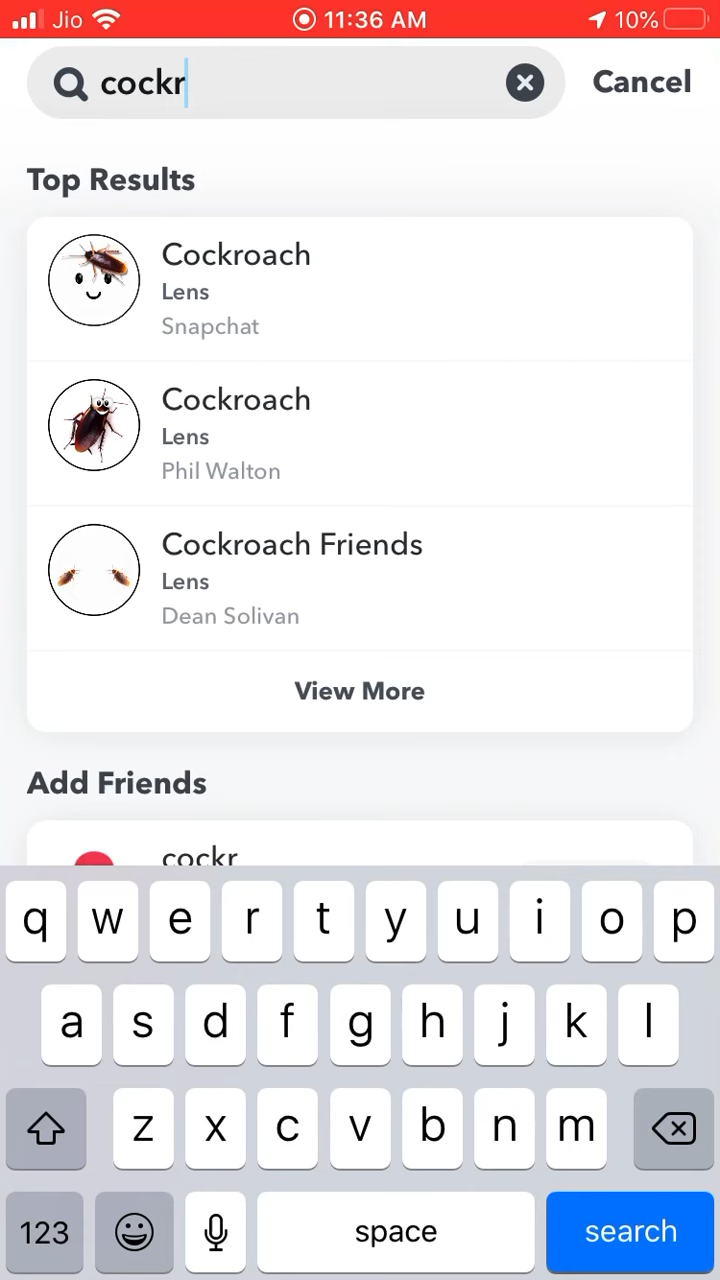 Jio 11:36 AM 10%
cockr Cancel
Top Results
Cockroach
Lens
Snapchat
Cockroach
Lens
Phil Walton
Cockroach Friends
Lens
Dean Solivan
View More
Add Friends
cockr
q w e r t y u i o p
a s d f g h j k l
z x c v b n m
123 space search